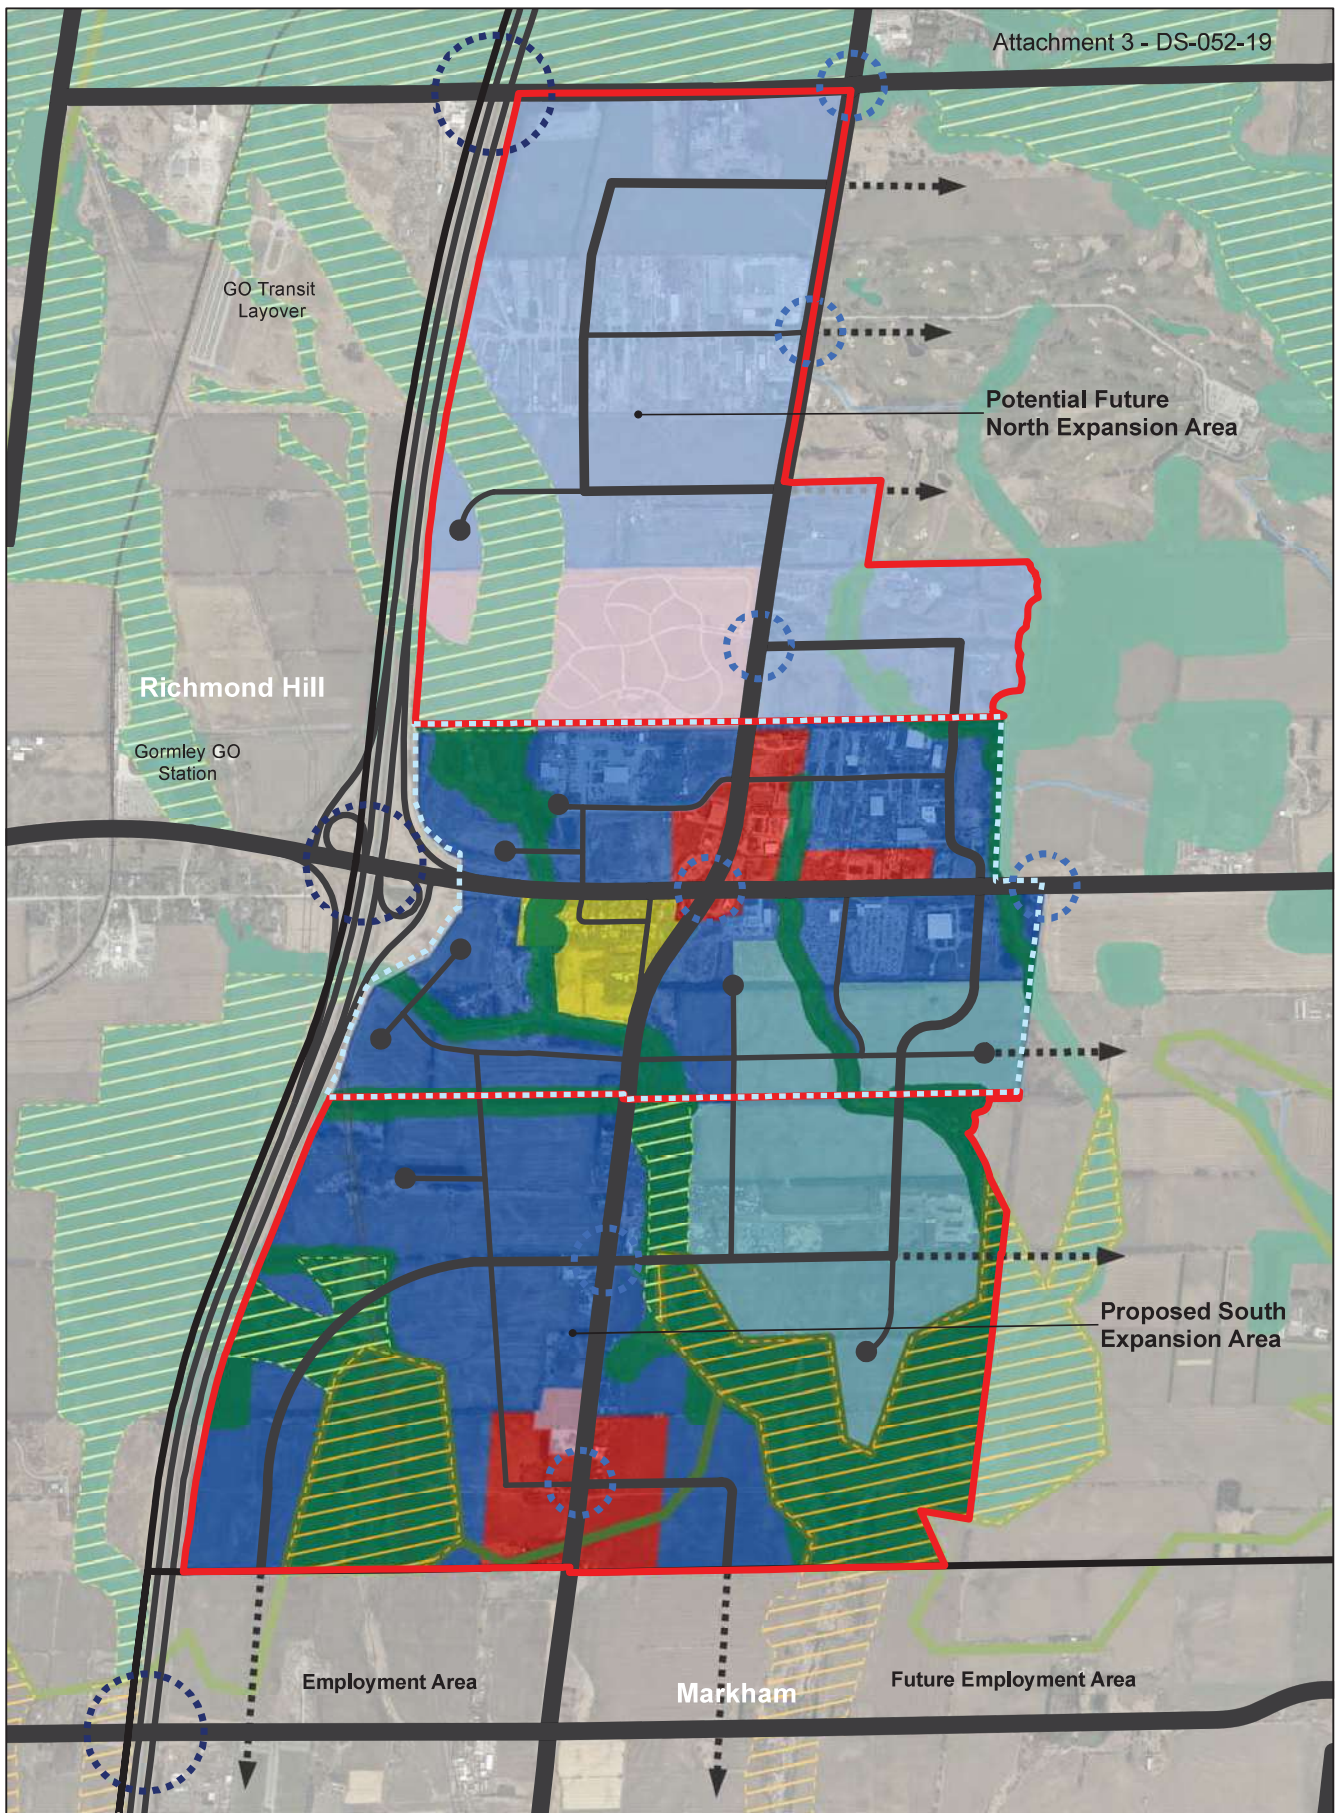 Attachment 3 - DS-052-19
GO Transit
Layover
Potential Future
North Expansion Area
Richmond Hill
Gormley GO
Station
Proposed South
Expansion Area
Employment Area
Markham
Future Employment Area